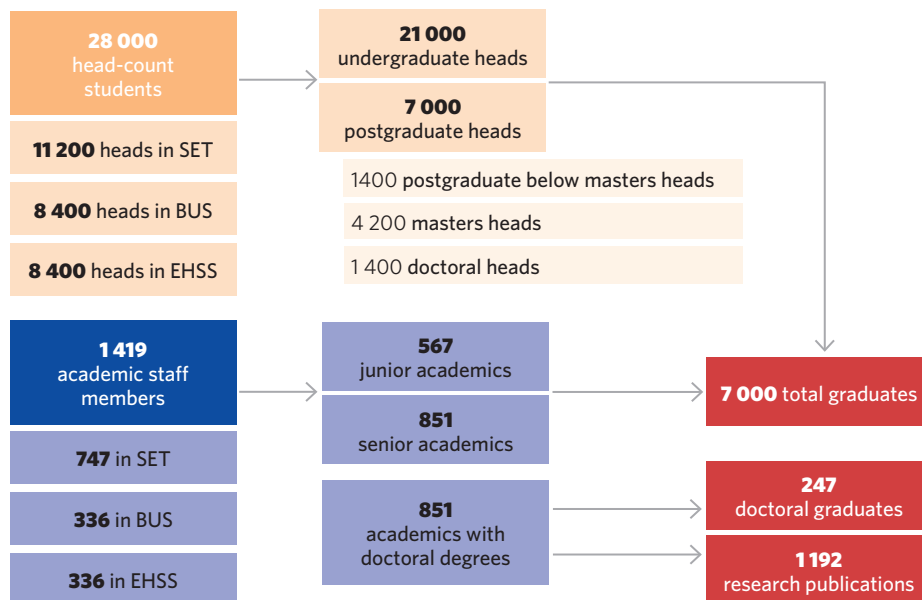 28 000
head-count
students
11 200 heads in SET
8 400 heads in BUS
8 400 heads in EHSS
21 000
undergraduate heads
7 000
postgraduate heads
1400 postgraduate below masters heads
4 200 masters heads
1 400 doctoral heads
1 419
academic staff
members
747 in SET
336 in BUS
336 in EHSS
567
junior academics
851
senior academics
851
academics with
doctoral degrees
7 000 total graduates
247
doctoral graduates
1 192
research publications